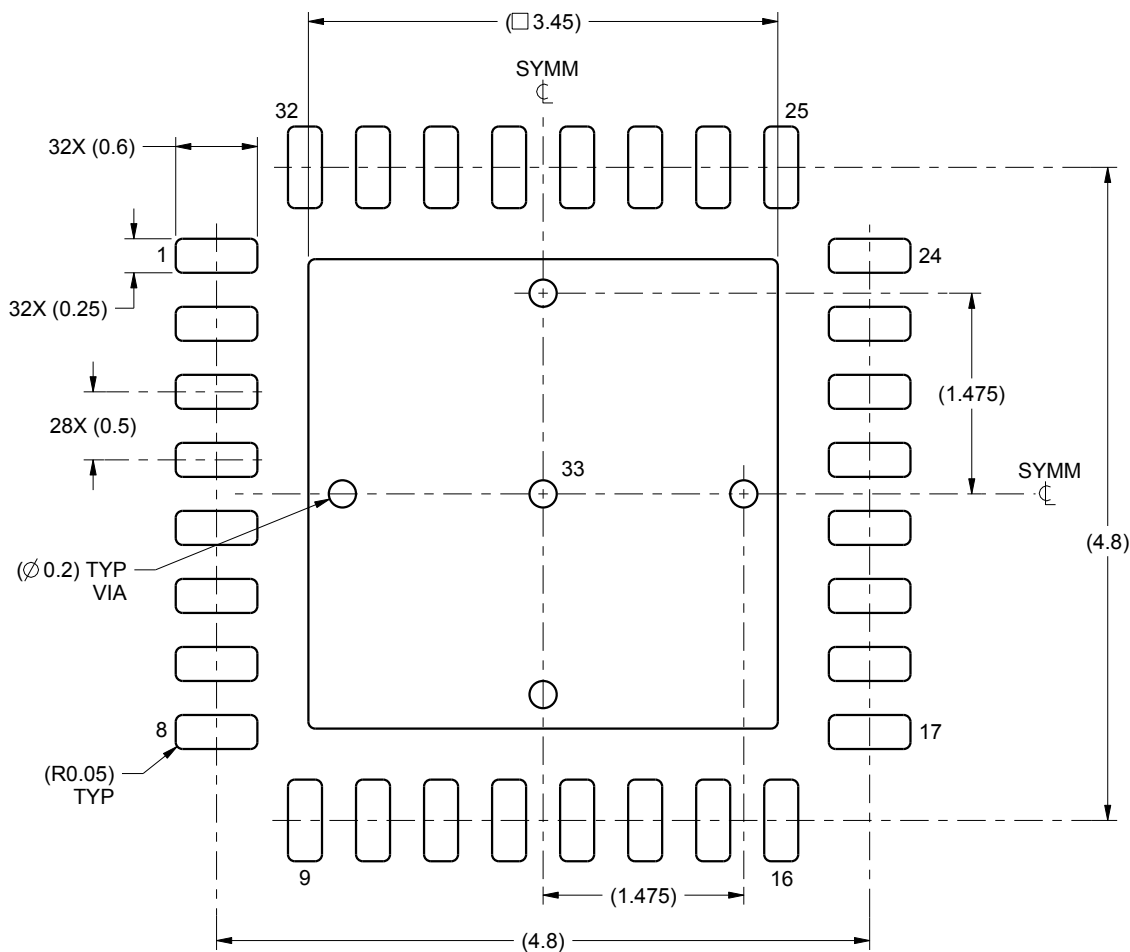 (□ 3.45)
SYMM
℄
32
25
32X (0.6)
1
24
32X (0.25)
(1.475)
28X (0.5)
33
SYMM
℄
(4.8)
(∅ 0.2) TYP
VIA
8
17
(R0.05)
TYP
9
16
(1.475)
(4.8)